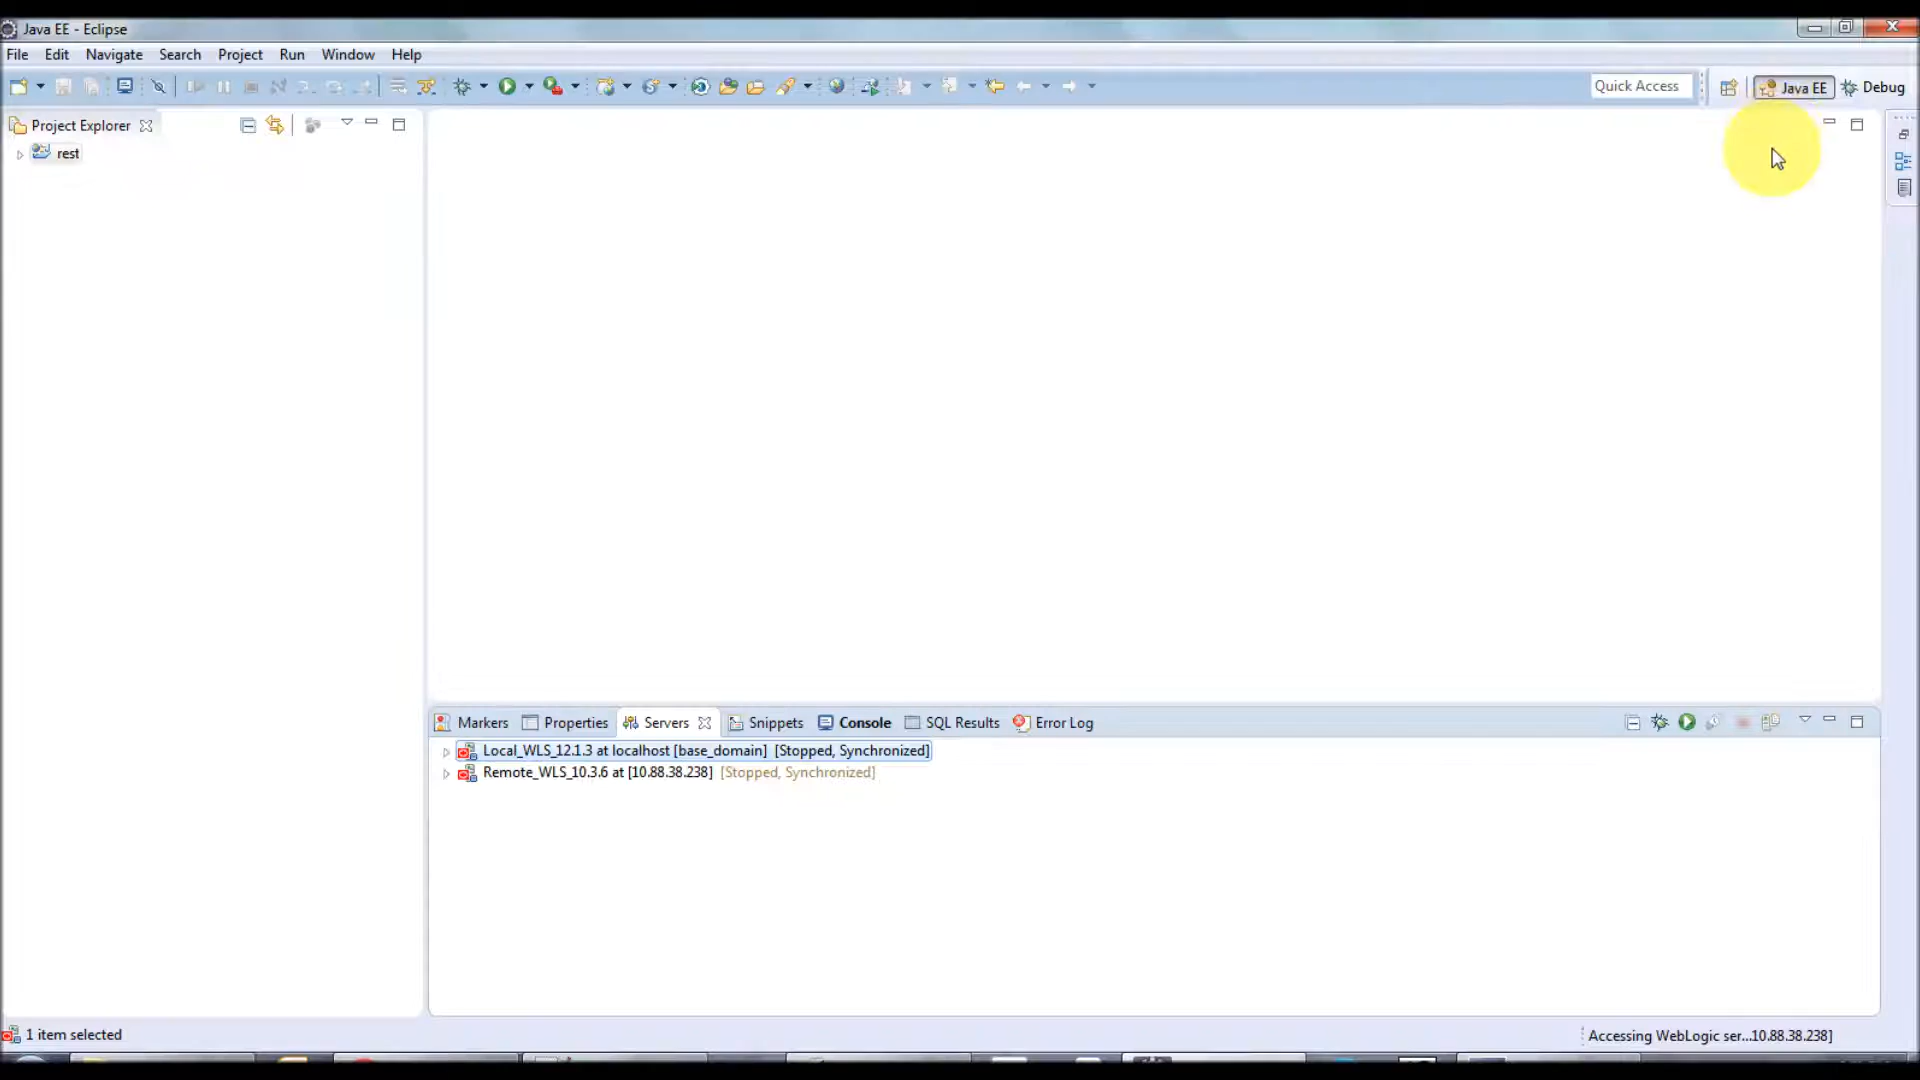 Java EE - Eclipse
File Edit Navigate Search Project Run Window Help
Quick Access Java EE Debug
Project Explorer
rest
Markers Properties Servers Snippets Console SQL Results Error Log
Local_WLS_12.1.3 at localhost [base_domain] [Stopped, Synchronized]
Remote_WLS_10.3.6 at [10.88.38.238] [Stopped, Synchronized]
1 item selected
Accessing WebLogic ser...10.88.38.238]